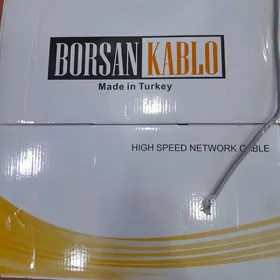 BORSAN KABLO
Made in Turkey
HIGH SPEED NETWORK CABLE